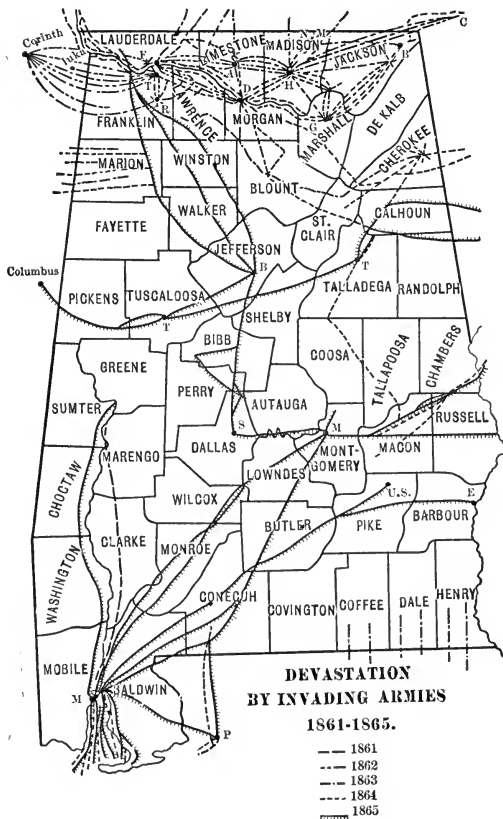 Corinth
Iuka
LAUDERDALE
LIMESTONE
MADISON
N.M
JACKSON
C
F
T
R
D
H
G
B
FRANKLIN
LAWRENCE
MORGAN
MARSHALL
DE KALB
CHEROKEE
MARION
WINSTON
BLOUNT
FAYETTE
WALKER
JEFFERSON
ST.
CLAIR
CALHOUN
Columbus
B
T
PICKENS
TUSCALOOSA
T
SHELBY
TALLADEGA
RANDOLPH
BIBB
GREENE
PERRY
COOSA
TALLAPOOSA
CHAMBERS
SUMTER
AUTAUGA
RUSSELL
MARENGO
DALLAS
S
M
MONT-
GOMERY
MACON
CHOCTAW
LOWNDES
WILCOX
U.S.
E
BUTLER
PIKE
BARBOUR
CLARKE
MONROE
WASHINGTON
CONECUH
COVINGTON
COFFEE
DALE
HENRY
MOBILE
M
BALDWIN
P
DEVASTATION
BY INVADING ARMIES
1861-1865.
1861
1862
1863
1864
1865